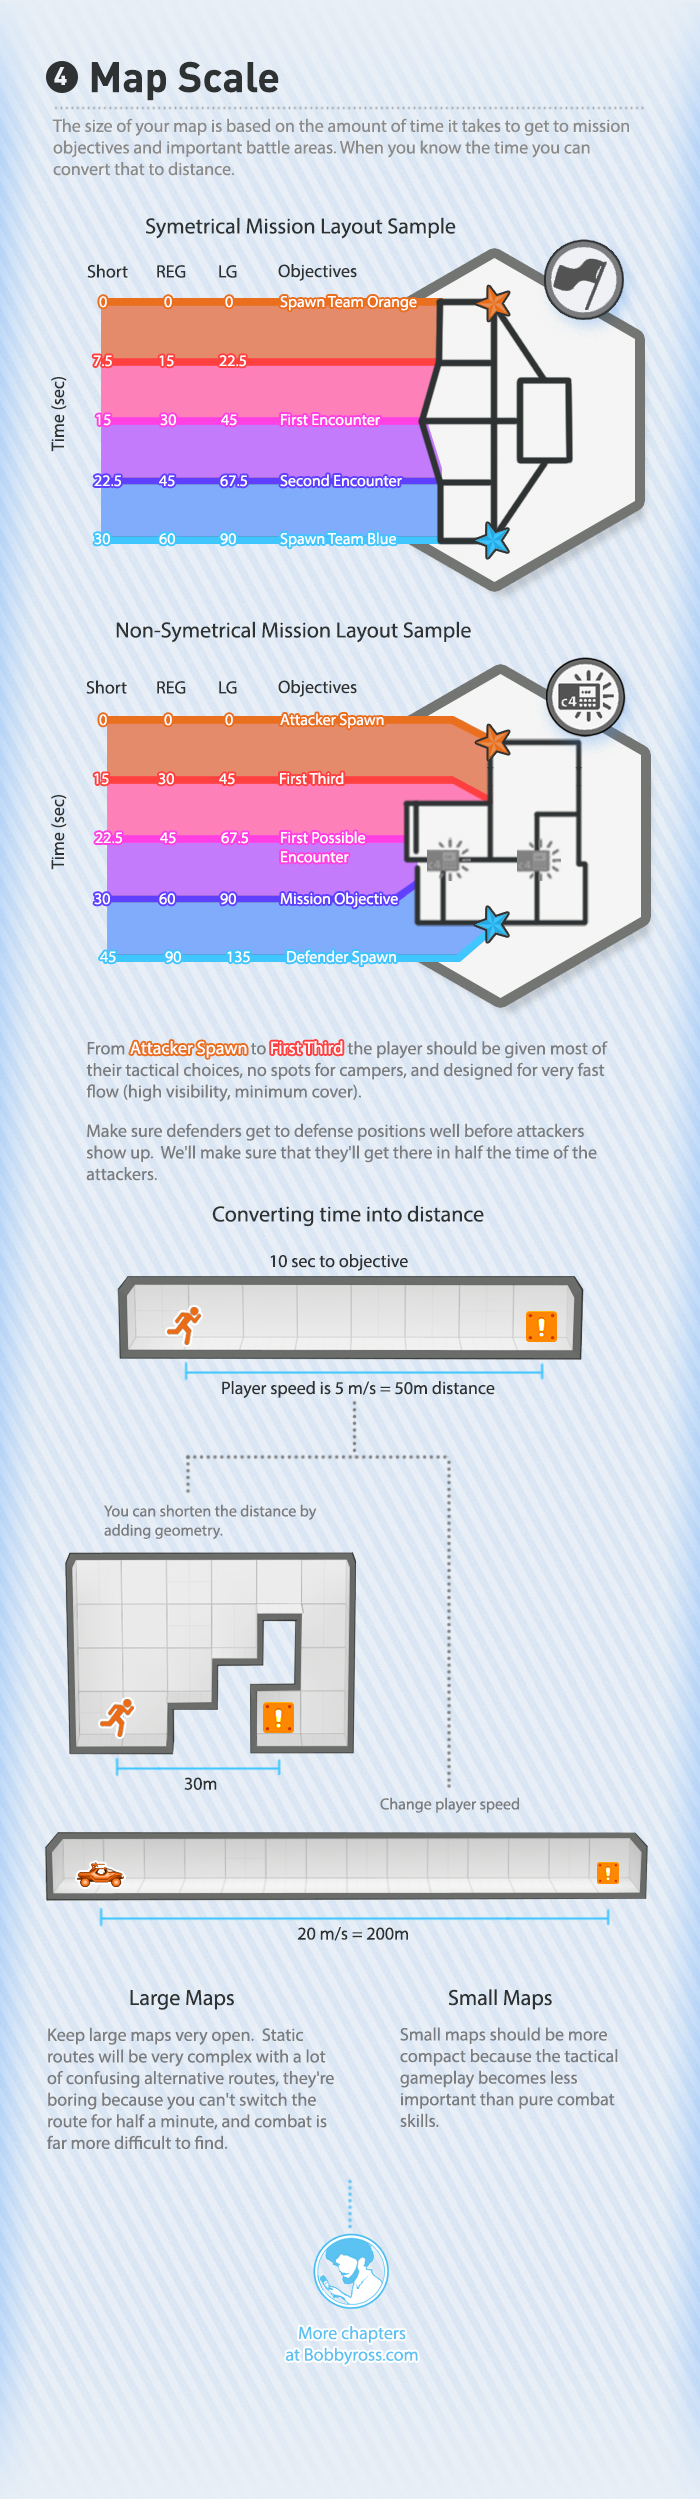 4 Map Scale
The size of your map is based on the amount of time it takes to get to mission
objectives and important battle areas. When you know the time you can
convert that to distance.
Symetrical Mission Layout Sample
Short REG LG Objectives
0 0 0 Spawn Team Orange
7.5 15 22.5
15 30 45 First Encounter
22.5 45 67.5 Second Encounter
30 60 90 Spawn Team Blue
Time (sec)
Non-Symetrical Mission Layout Sample
Short REG LG Objectives
c4
0 0 0 Attacker Spawn
15 30 45 First Third
22.5 45 67.5 First Possible
Encounter
c4 c4
30 60 90 Mission Objective
45 90 135 Defender Spawn
Time (sec)
From Attacker Spawn to First Third the player should be given most of
their tactical choices, no spots for campers, and designed for very fast
flow (high visibility, minimum cover).
Make sure defenders get to defense positions well before attackers
show up. We'll make sure that they'll get there in half the time of the
attackers.
Converting time into distance
10 sec to objective
!
Player speed is 5 m/s = 50m distance
You can shorten the distance by
adding geometry.
!
30m
Change player speed
!
20 m/s = 200m
Large Maps
Keep large maps very open. Static
routes will be very complex with a lot
of confusing alternative routes, they're
boring because you can't switch the
route for half a minute, and combat is
far more difficult to find.
Small Maps
Small maps should be more
compact because the tactical
gameplay becomes less
important than pure combat
skills.
More chapters
at Bobbyross.com